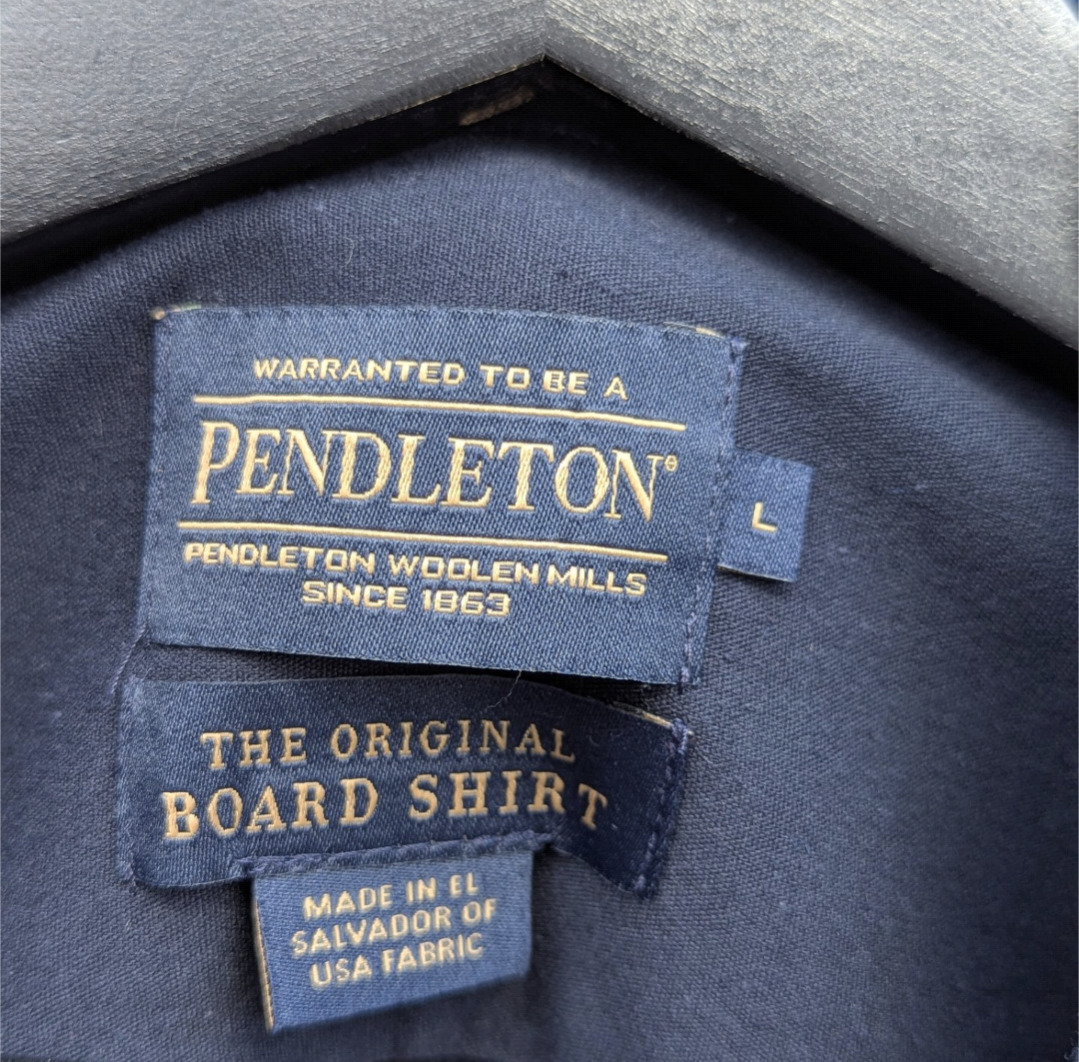 WARRANTED TO BE A
PENDLETON®
L
PENDLETON WOOLEN MILLS
SINCE 1863
THE ORIGINAL
BOARD SHIRT
MADE IN EL
SALVADOR OF
USA FABRIC